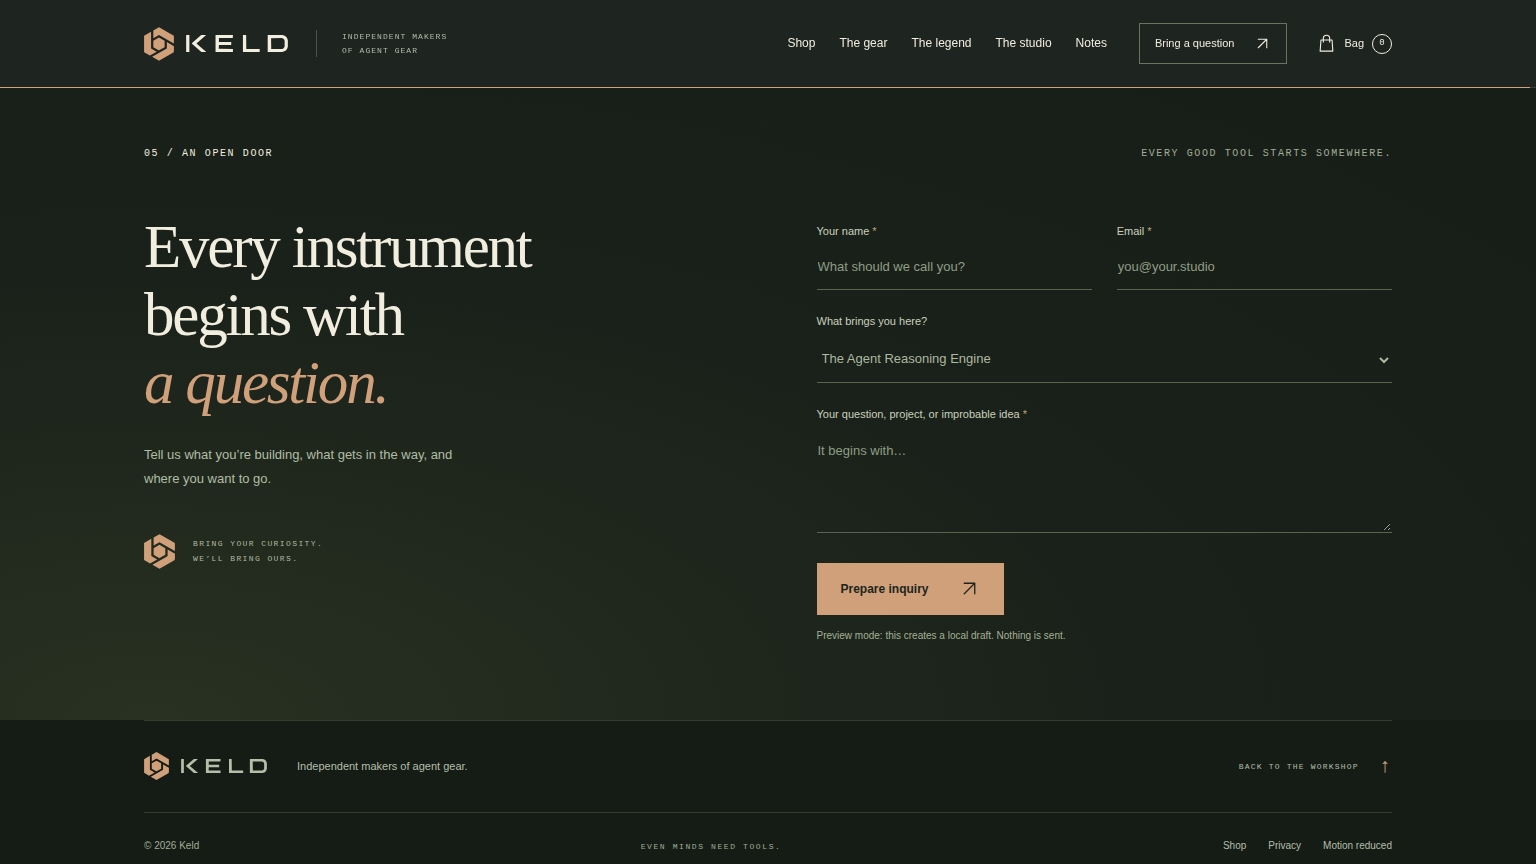 KELD
INDEPENDENT MAKERS
OF AGENT GEAR
Shop
The gear
The legend
The studio
Notes
Bring a question
Bag
0
05 / AN OPEN DOOR
EVERY GOOD TOOL STARTS SOMEWHERE.
Every instrument
begins with
a question.
Tell us what you’re building, what gets in the way, and
where you want to go.
BRING YOUR CURIOSITY.
WE’LL BRING OURS.
Your name *
Email *
What should we call you?
you@your.studio
What brings you here?
The Agent Reasoning Engine
Your question, project, or improbable idea *
It begins with…
Prepare inquiry
Preview mode: this creates a local draft. Nothing is sent.
KELD
Independent makers of agent gear.
BACK TO THE WORKSHOP ↑
© 2026 Keld
EVEN MINDS NEED TOOLS.
Shop
Privacy
Motion reduced